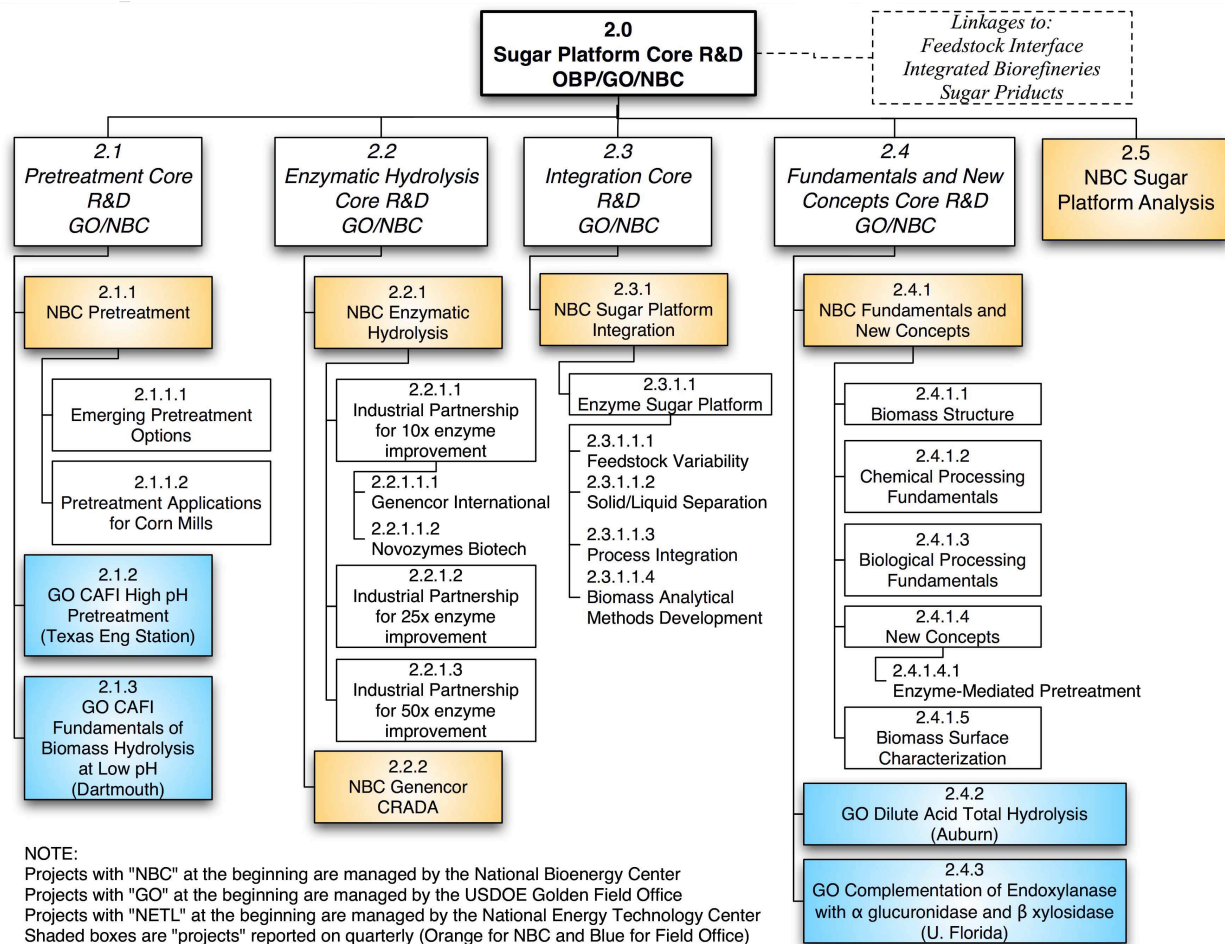 2.0
Sugar Platform Core R&D
OBP/GO/NBC
Linkages to:
Feedstock Interface
Integrated Biorefineries
Sugar Priducts
2.1
Pretreatment Core
R&D
GO/NBC
2.2
Enzymatic Hydrolysis
Core R&D
GO/NBC
2.3
Integration Core
R&D
GO/NBC
2.4
Fundamentals and New
Concepts Core R&D
GO/NBC
2.5
NBC Sugar
Platform Analysis
2.1.1
NBC Pretreatment
2.1.1.1
Emerging Pretreatment
Options
2.1.1.2
Pretreatment Applications
for Corn Mills
2.1.2
GO CAFI High pH
Pretreatment
(Texas Eng Station)
2.1.3
GO CAFI
Fundamentals of
Biomass Hydrolysis
at Low pH
(Dartmouth)
2.2.1
NBC Enzymatic
Hydrolysis
2.2.1.1
Industrial Partnership
for 10x enzyme
improvement
2.2.1.1.1
Genencor International
2.2.1.1.2
Novozymes Biotech
2.2.1.2
Industrial Partnership
for 25x enzyme
improvement
2.2.1.3
Industrial Partnership
for 50x enzyme
improvement
2.2.2
NBC Genencor
CRADA
2.3.1
NBC Sugar Platform
Integration
2.3.1.1
Enzyme Sugar Platform
2.3.1.1.1
Feedstock Variability
2.3.1.1.2
Solid/Liquid Separation
2.3.1.1.3
Process Integration
2.3.1.1.4
Biomass Analytical
Methods Development
2.4.1
NBC Fundamentals and
New Concepts
2.4.1.1
Biomass Structure
2.4.1.2
Chemical Processing
Fundamentals
2.4.1.3
Biological Processing
Fundamentals
2.4.1.4
New Concepts
2.4.1.4.1
Enzyme-Mediated Pretreatment
2.4.1.5
Biomass Surface
Characterization
2.4.2
GO Dilute Acid Total Hydrolysis
(Auburn)
2.4.3
GO Complementation of Endoxylanase
with α glucuronidase and β xylosidase
(U. Florida)
NOTE:
Projects with "NBC" at the beginning are managed by the National Bioenergy Center
Projects with "GO" at the beginning are managed by the USDOE Golden Field Office
Projects with "NETL" at the beginning are managed by the National Energy Technology Center
Shaded boxes are "projects" reported on quarterly (Orange for NBC and Blue for Field Office)